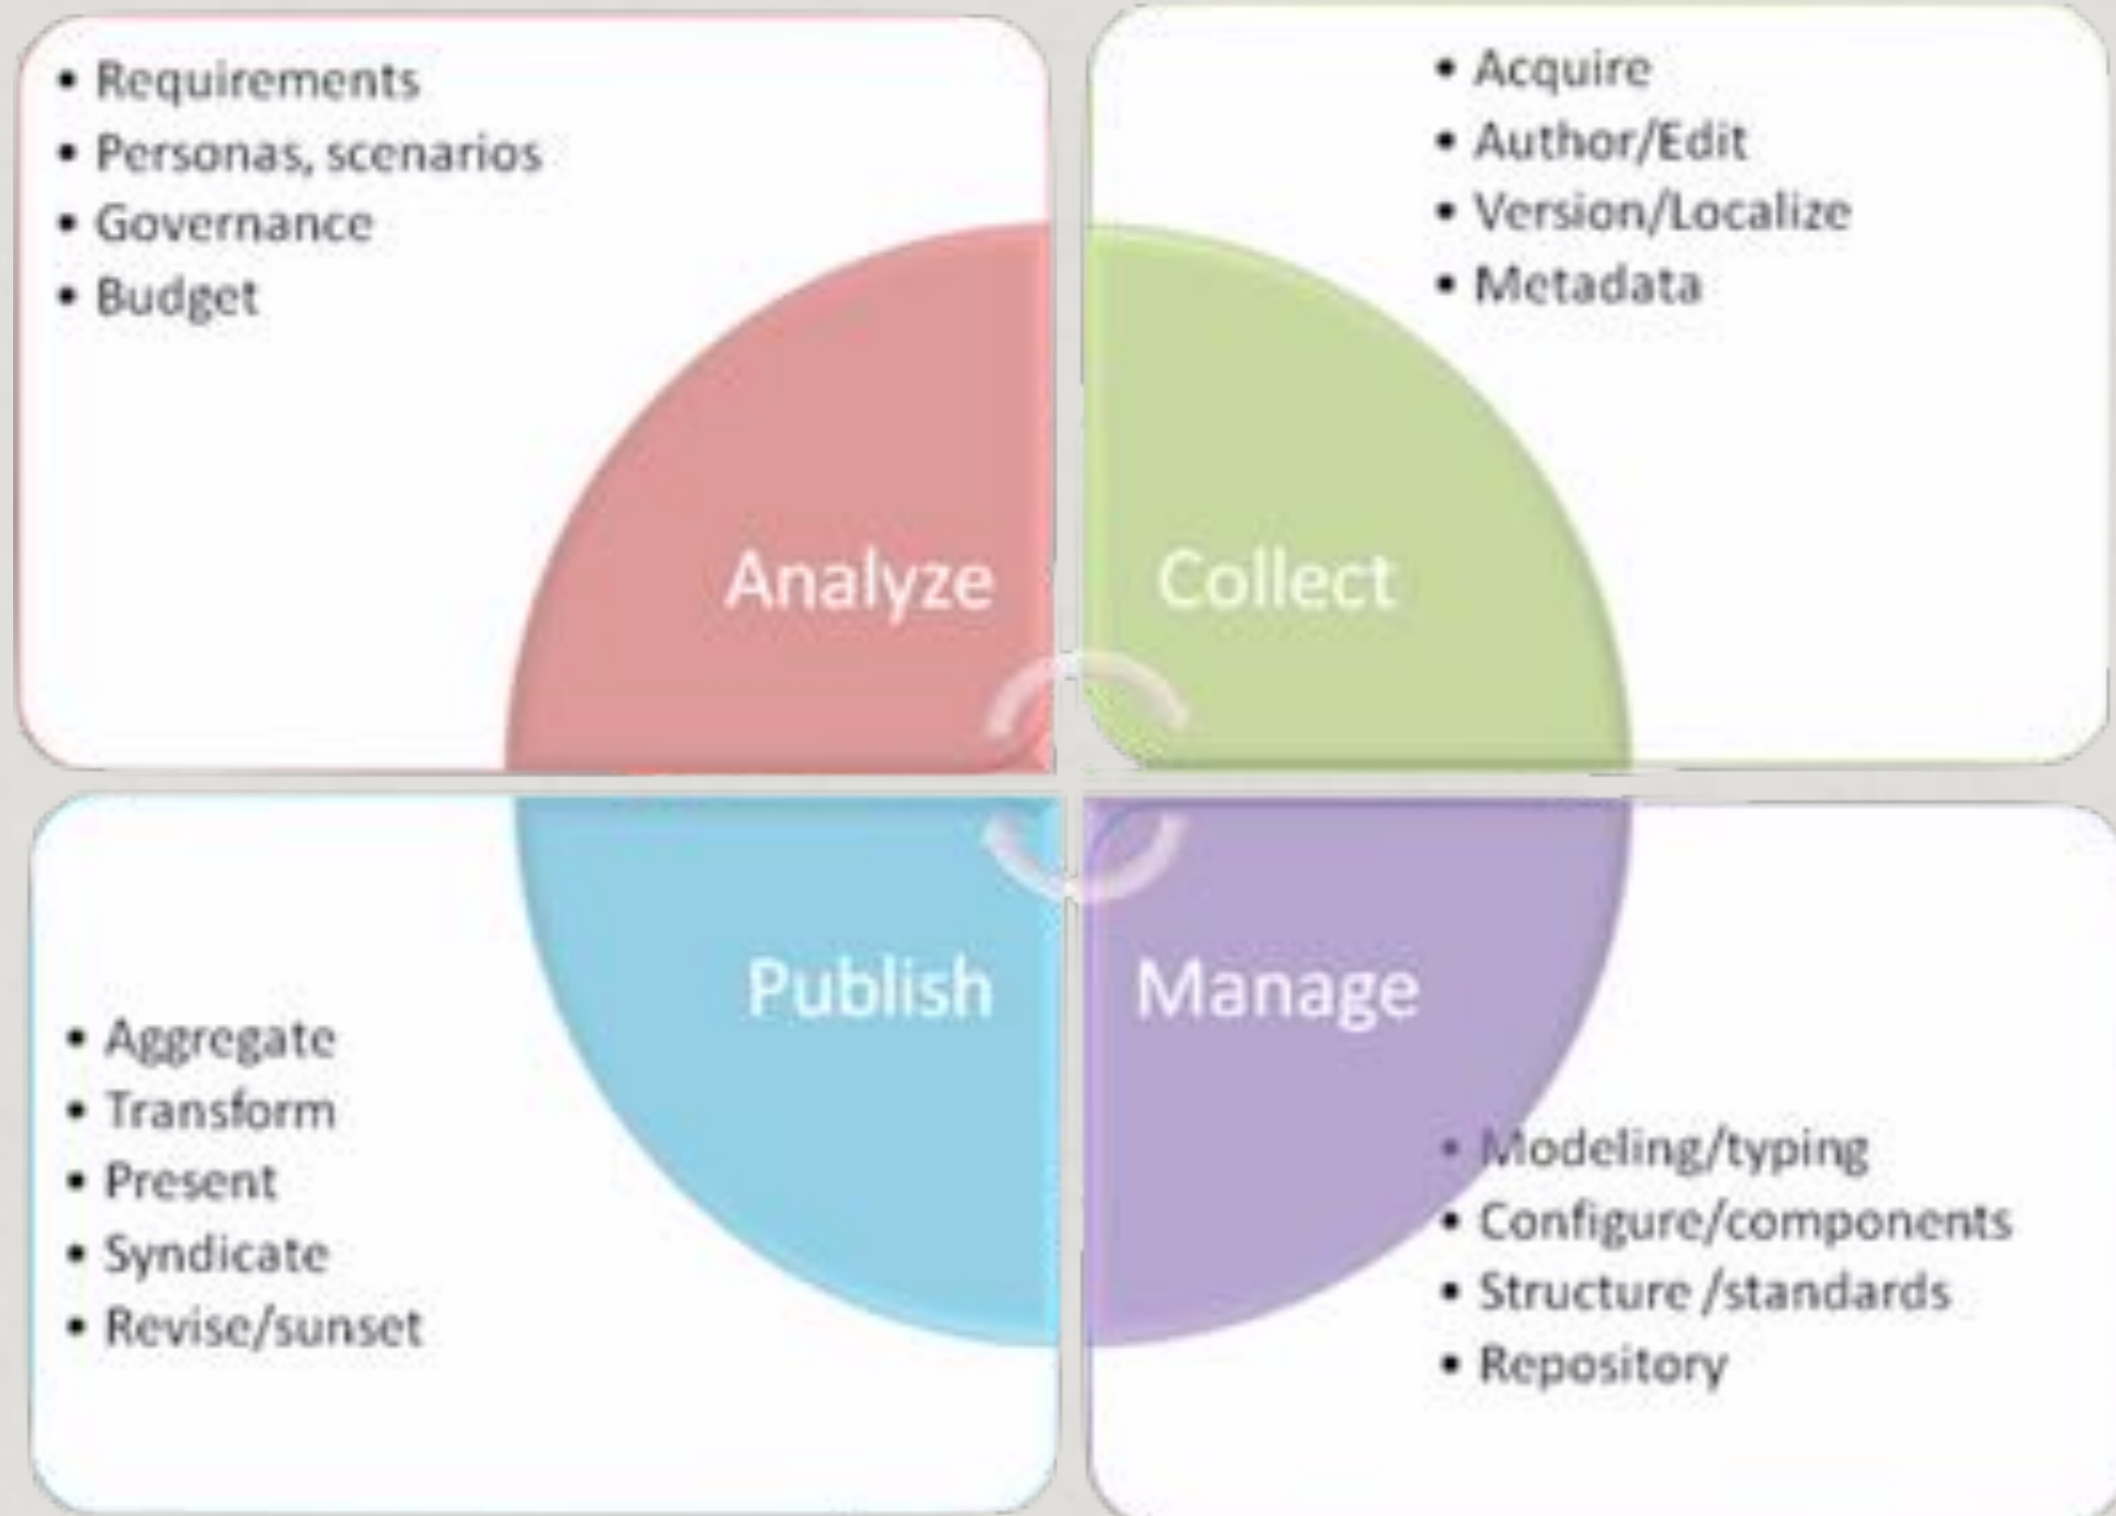 • Requirements
• Personas, scenarios
• Governance
• Budget
Analyze
• Acquire
• Author/Edit
• Version/Localize
• Metadata
Collect
Publish
• Aggregate
• Transform
• Present
• Syndicate
• Revise/sunset
Manage
• Modeling/typing
• Configure/components
• Structure /standards
• Repository